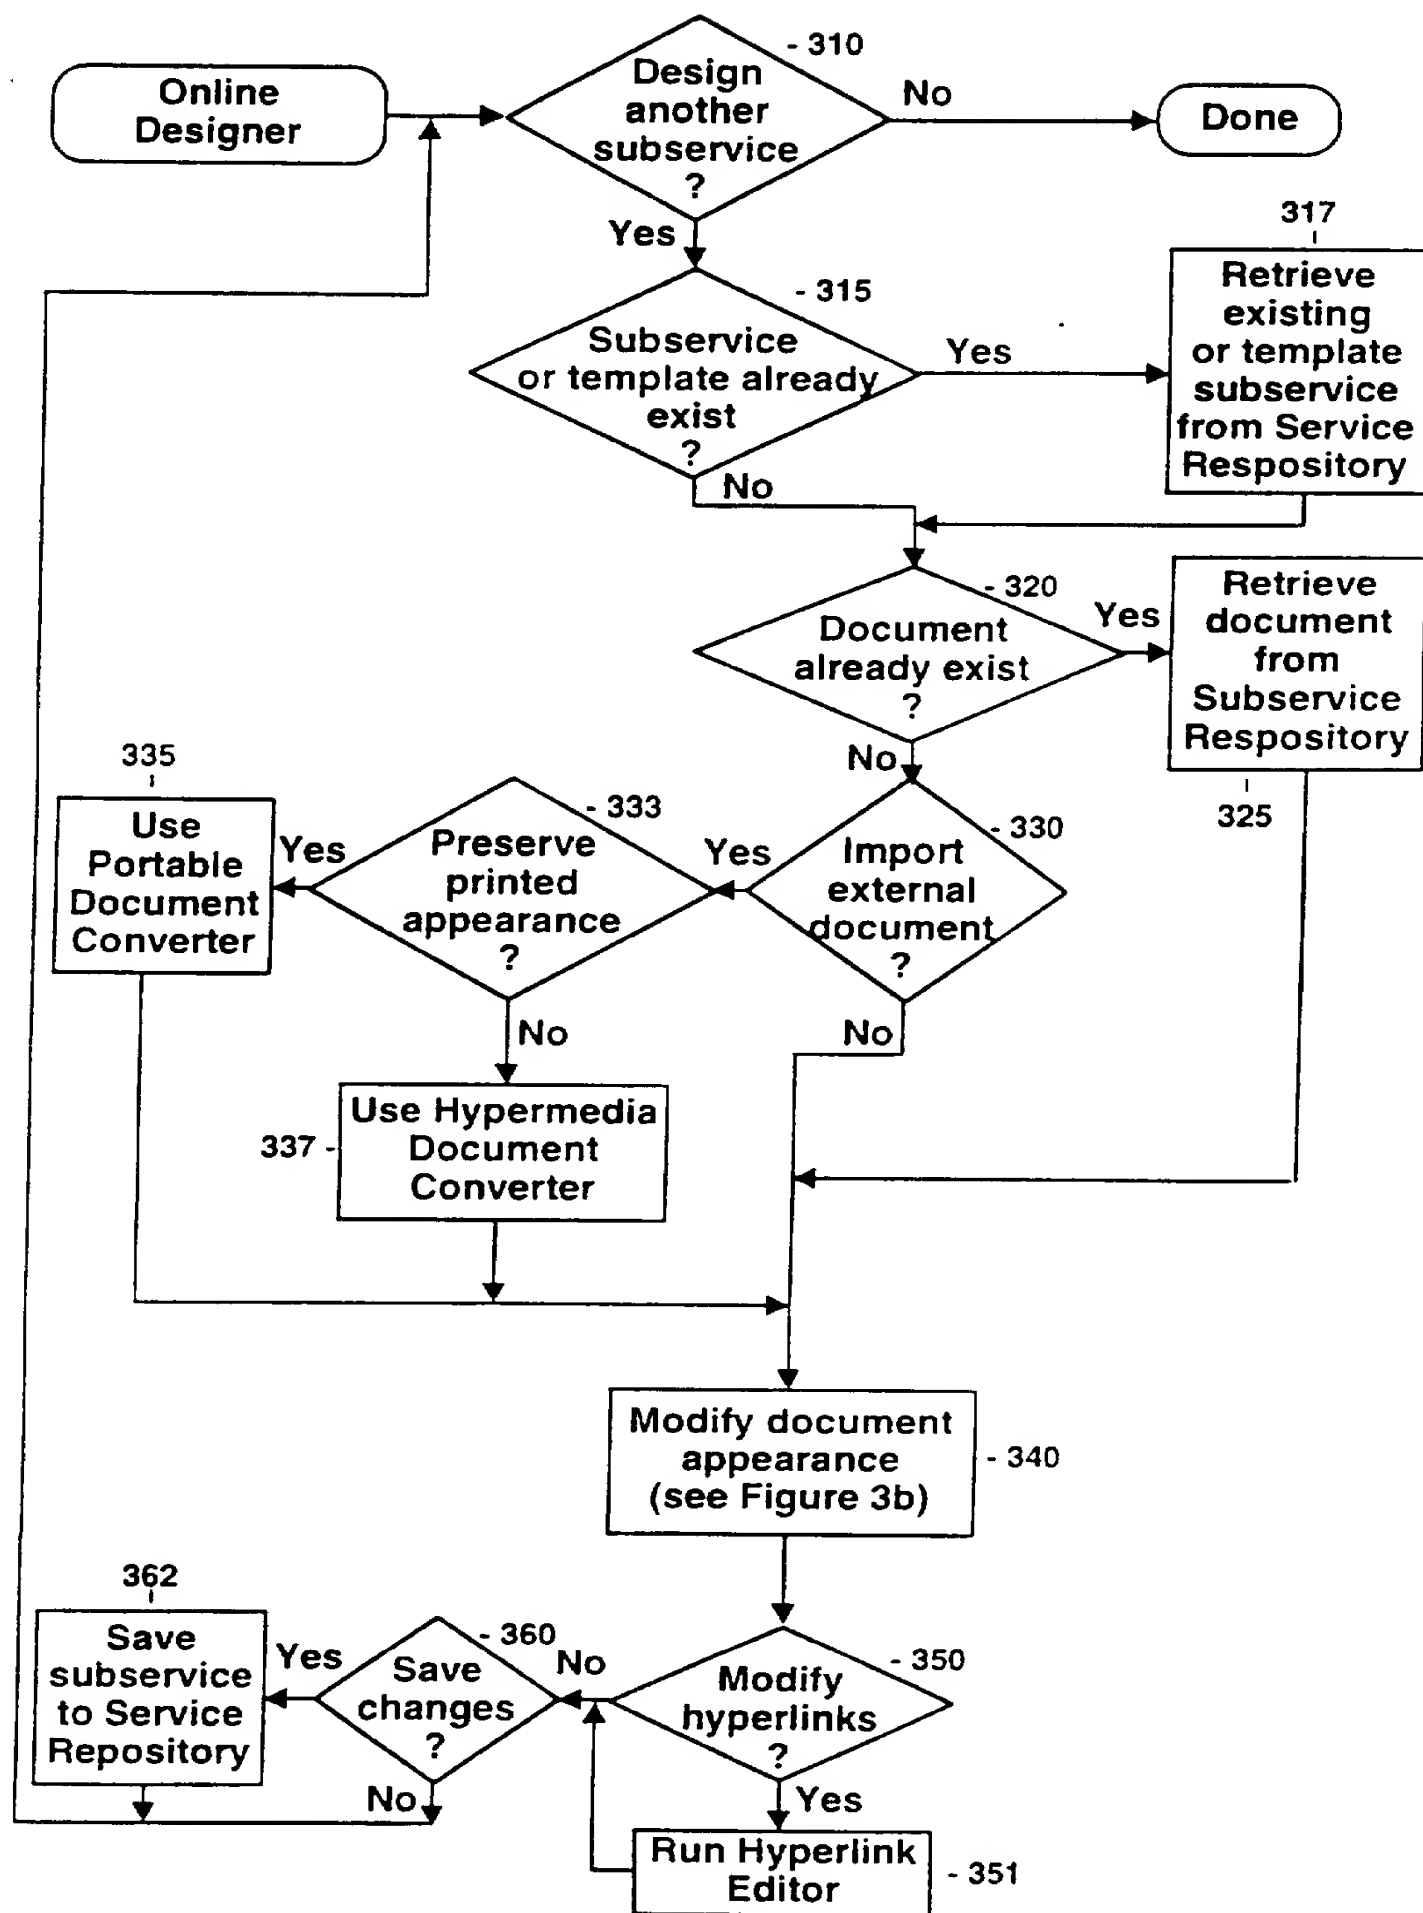 - 310
Online
Designer
Design
another
subservice
?
No
Done
Yes
317
- 315
Subservice
or template already
exist
?
Yes
Retrieve
existing
or template
subservice
from Service
Respository
No
- 320
Document
already exist
?
Yes
Retrieve
document
from
Subservice
Respository
325
No
335
- 333
- 330
Use
Portable
Document
Converter
Yes
Preserve
printed
appearance
?
Yes
Import
external
document
?
No
No
337 -
Use Hypermedia
Document
Converter
Modify document
appearance
(see Figure 3b)
- 340
362
- 360
- 350
Save
subservice
to Service
Repository
Yes
Save
changes
?
No
Modify
hyperlinks
?
No
Yes
Run Hyperlink
Editor
- 351